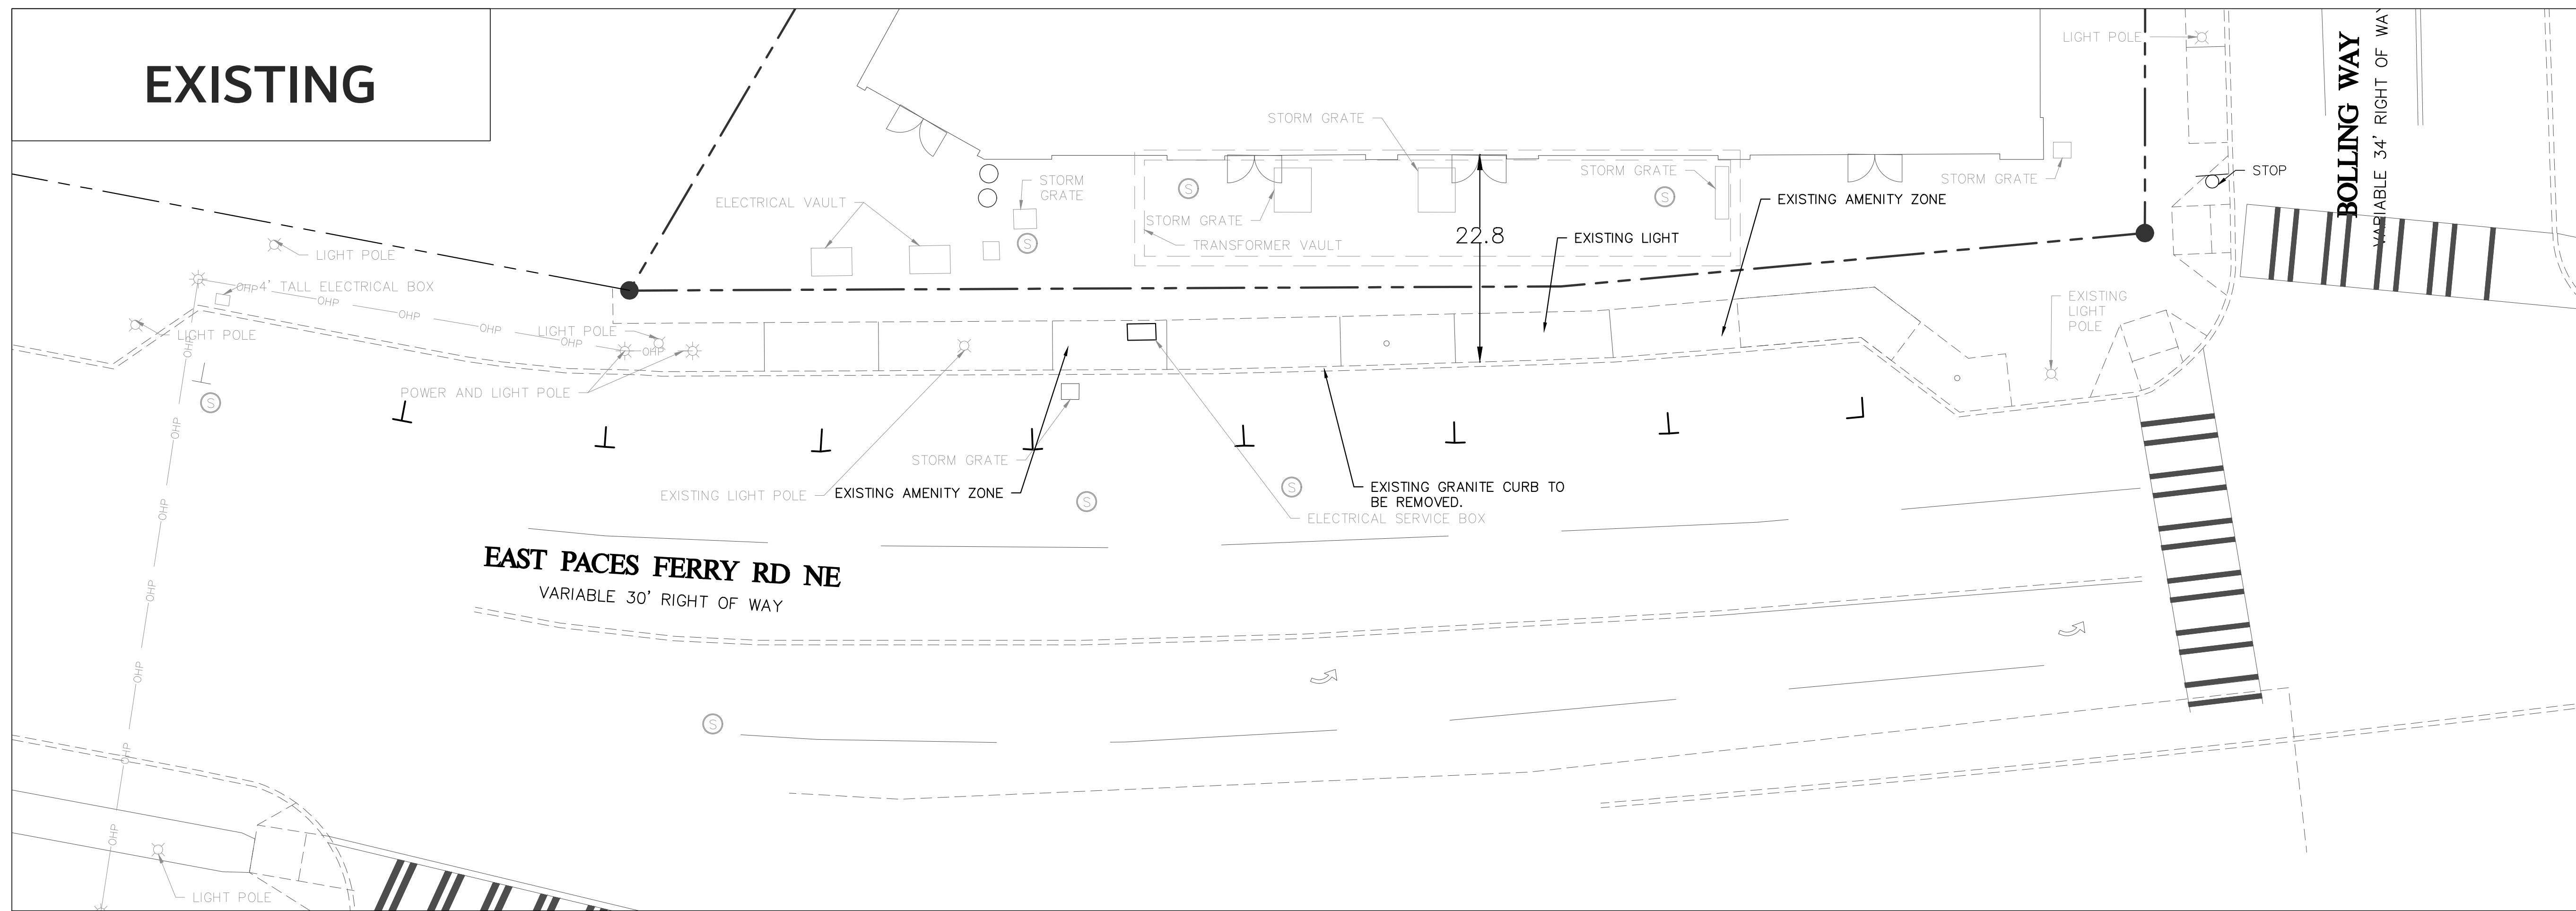 EXISTING
LIGHT POLE
BOLLING WAY
VARIABLE 34' RIGHT OF WAY
STORM GRATE
STORM
GRATE
STORM GRATE
STORM GRATE
STOP
ELECTRICAL VAULT
S
S
EXISTING AMENITY ZONE
STORM GRATE
22.8
EXISTING LIGHT
TRANSFORMER VAULT
S
LIGHT POLE
4' TALL ELECTRICAL BOX
OHP
OHP
OHP
OHP
OHP
OHP
EXISTING
LIGHT
POLE
LIGHT POLE
LIGHT POLE
OHP
POWER AND LIGHT POLE
S
OHP
STORM GRATE
EXISTING LIGHT POLE
EXISTING AMENITY ZONE
S
S
EXISTING GRANITE CURB TO
BE REMOVED.
ELECTRICAL SERVICE BOX
OHP
EAST PACES FERRY RD NE
VARIABLE 30' RIGHT OF WAY
OHP
OHP
S
OHP
OHP
LIGHT POLE